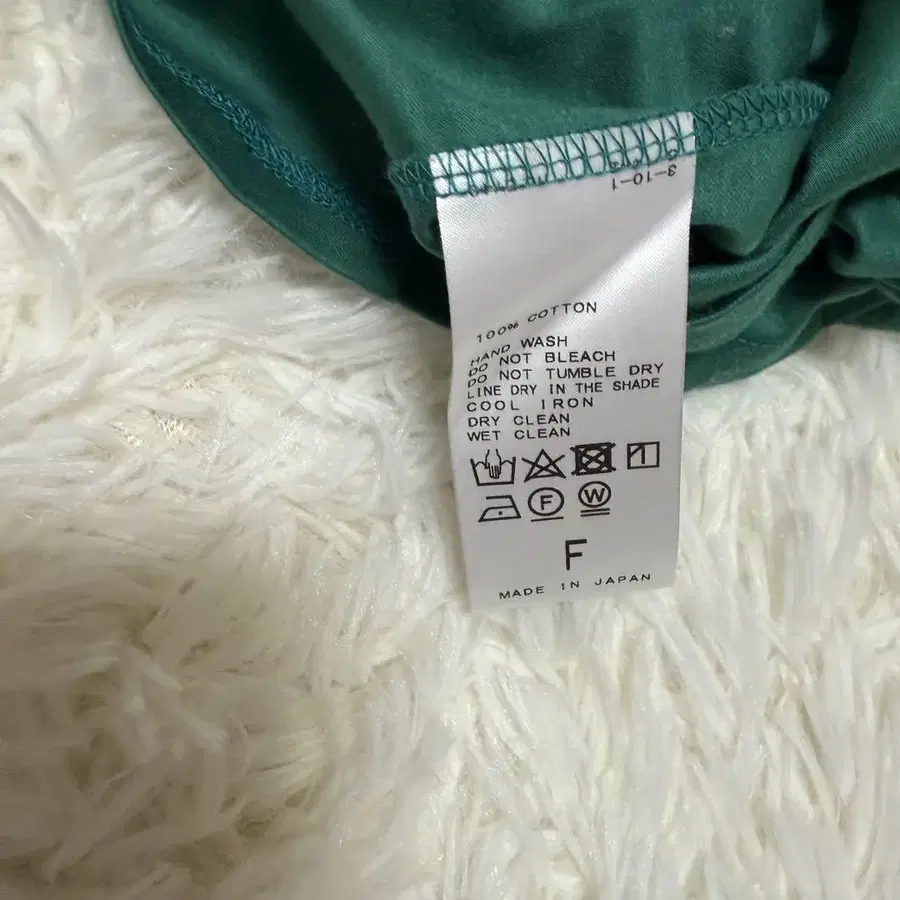 3-10-1
100% COTTON
HAND WASH
DO NOT BLEACH
DO NOT TUMBLE DRY
LINE DRY IN THE SHADE
COOL IRON
DRY CLEAN
WET CLEAN
F W
F
MADE IN JAPAN